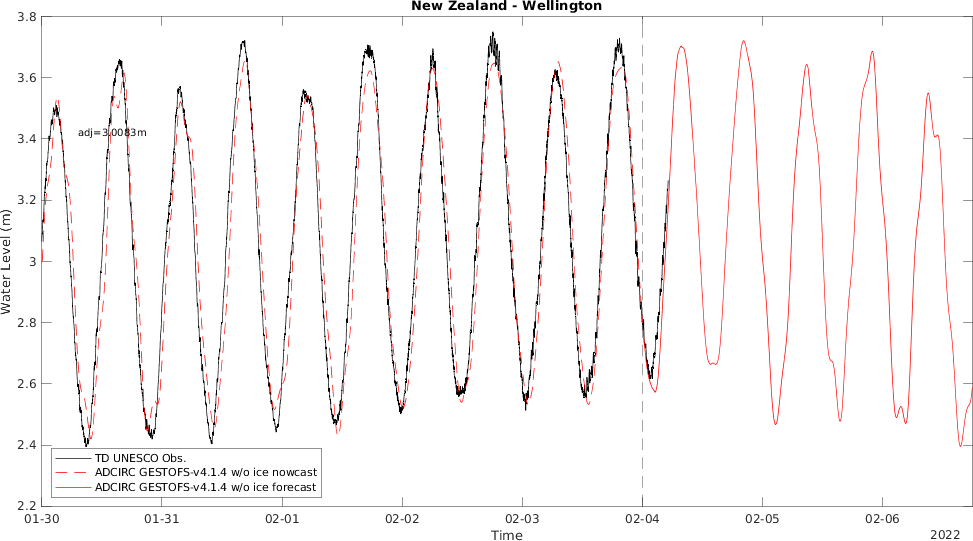 New Zealand - Wellington
3.8
3.6
3.4
3.2
3
2.8
2.6
2.4
2.2
Water Level (m)
adj=3.0083m
TD UNESCO Obs.
ADCIRC GESTOFS-v4.1.4 w/o ice nowcast
ADCIRC GESTOFS-v4.1.4 w/o ice forecast
01-30 01-31 02-01 02-02 02-03 02-04 02-05 02-06
Time
2022